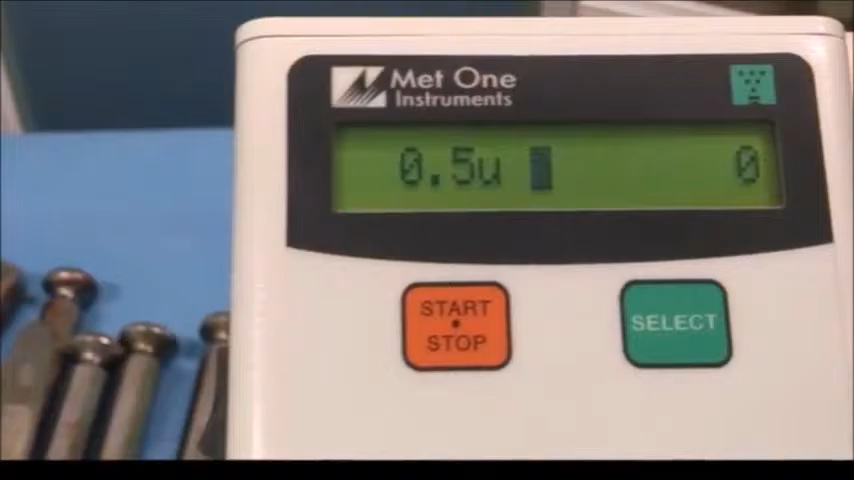 Met One
Instruments
0.5u 0
START
STOP
SELECT